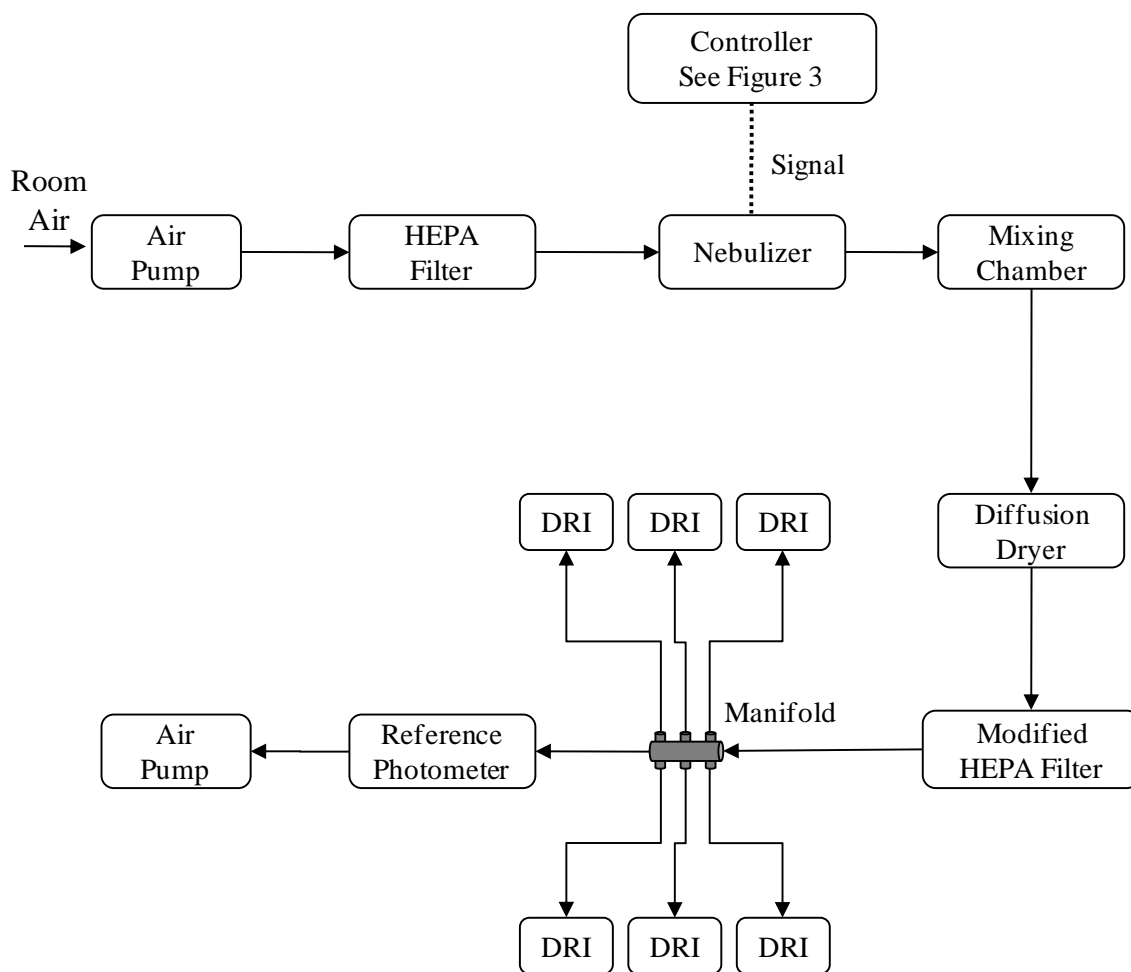 Controller
See Figure 3
Signal
Room
Air
Air
Pump
HEPA
Filter
Nebulizer
Mixing
Chamber
DRI
DRI
DRI
Diffusion
Dryer
Manifold
Air
Pump
Reference
Photometer
Modified
HEPA Filter
DRI
DRI
DRI